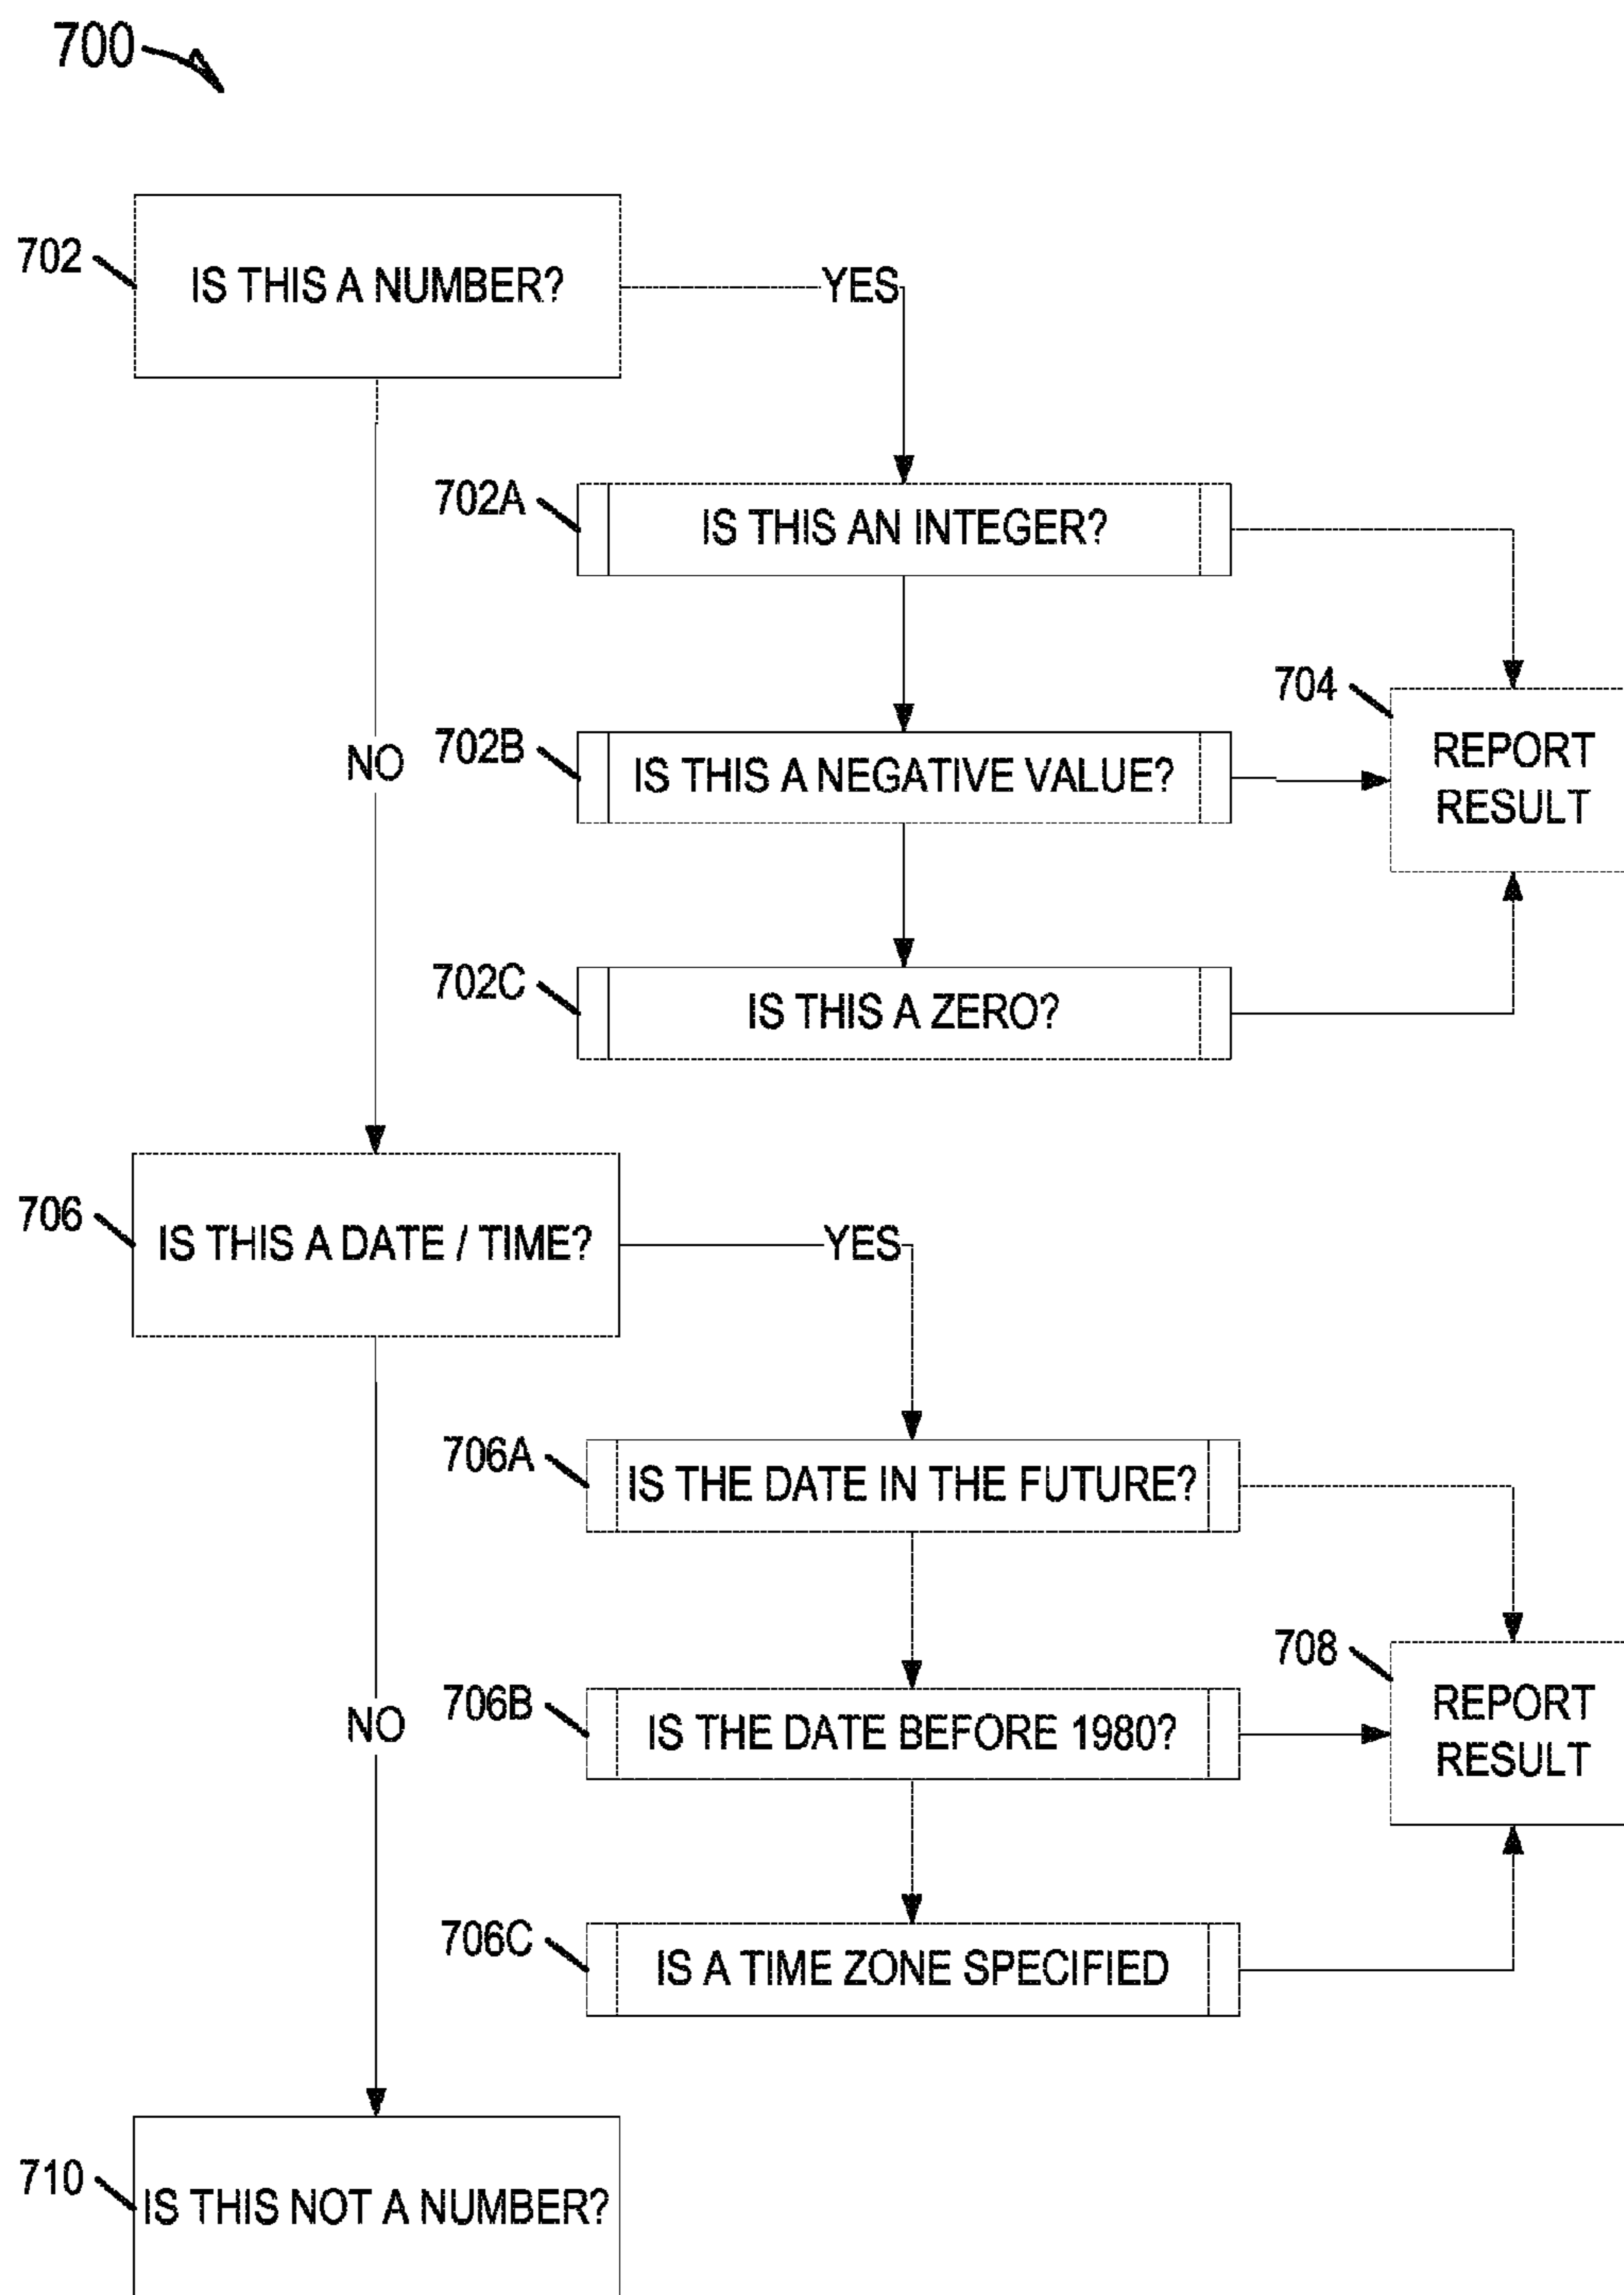 700
702
IS THIS A NUMBER?
YES
702A
IS THIS AN INTEGER?
704
REPORT
RESULT
NO
702B
IS THIS A NEGATIVE VALUE?
702C
IS THIS A ZERO?
706
IS THIS A DATE / TIME?
YES
706A
IS THE DATE IN THE FUTURE?
708
REPORT
RESULT
NO
706B
IS THE DATE BEFORE 1980?
706C
IS A TIME ZONE SPECIFIED
710
IS THIS NOT A NUMBER?